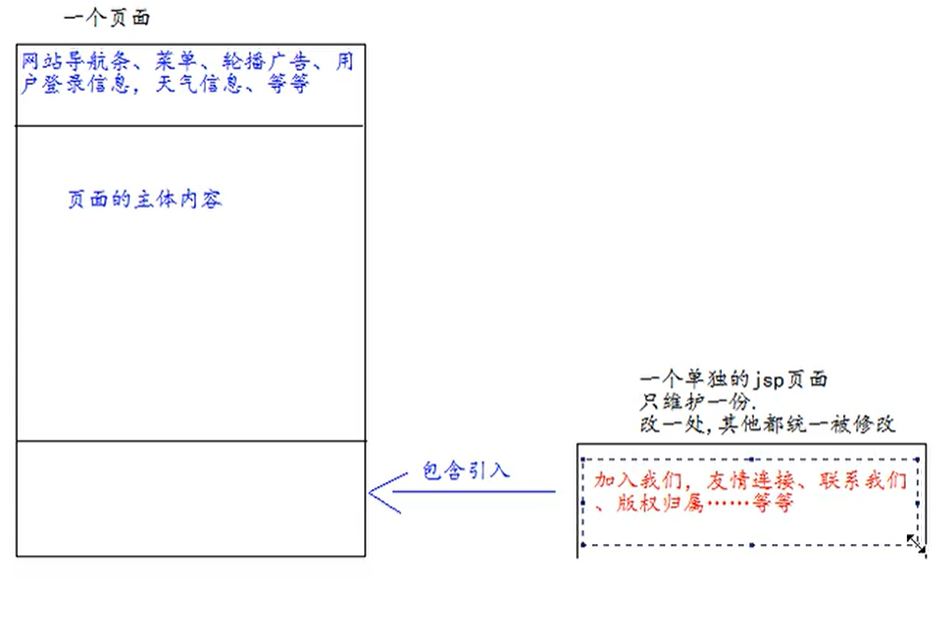 一个页面
网站导航条、菜单、轮播广告、用
户登录信息，天气信息、等等
页面的主体内容
包含引入
一个单独的jsp页面
只维护一份.
改一处,其他都统一被修改
加入我们，友情连接、联系我们
、版权归属……等等